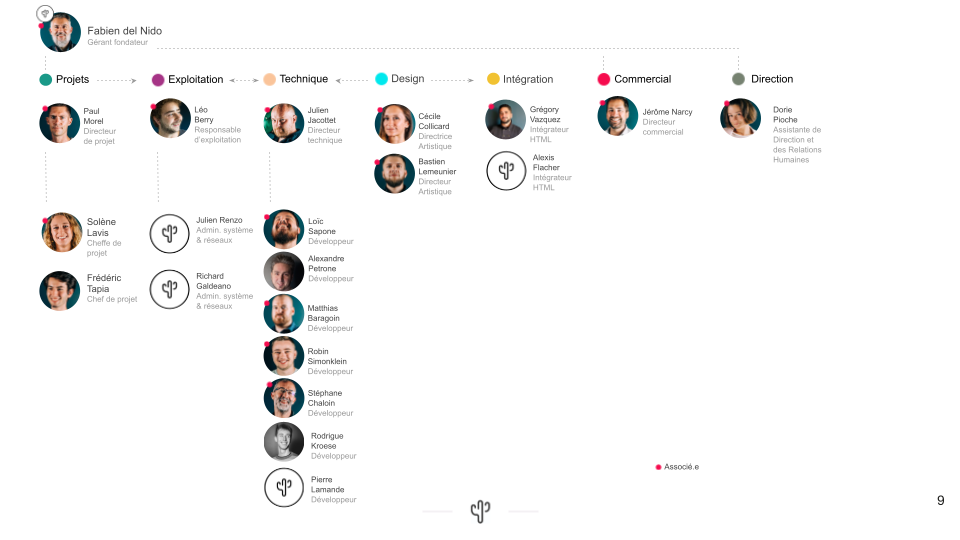 Fabien del Nido
Gérant fondateur
Projets
Exploitation
Technique
Design
Intégration
Commercial
Direction
Paul
Morel
Directeur
de projet
Léo
Berry
Responsable
d'exploitation
Julien
Jacottet
Directeur
technique
Cécile
Collicard
Directrice
Artistique
Bastien
Lemeunier
Directeur
Artistique
Grégory
Vazquez
Intégrateur
HTML
Alexis
Flacher
Intégrateur
HTML
Jérôme Narcy
Directeur
commercial
Dorie
Pioche
Assistante de
Direction et
des Relations
Humaines
Solène
Lavis
Cheffe de
projet
Frédéric
Tapia
Chef de projet
Julien Renzo
Admin. système
& réseaux
Richard
Galdeano
Admin. système
& réseaux
Loïc
Sapone
Développeur
Alexandre
Petrone
Développeur
Matthias
Baragoin
Développeur
Robin
Simonklein
Développeur
Stéphane
Chaloin
Développeur
Rodrigue
Kroese
Développeur
Pierre
Lamande
Développeur
Associé.e
9